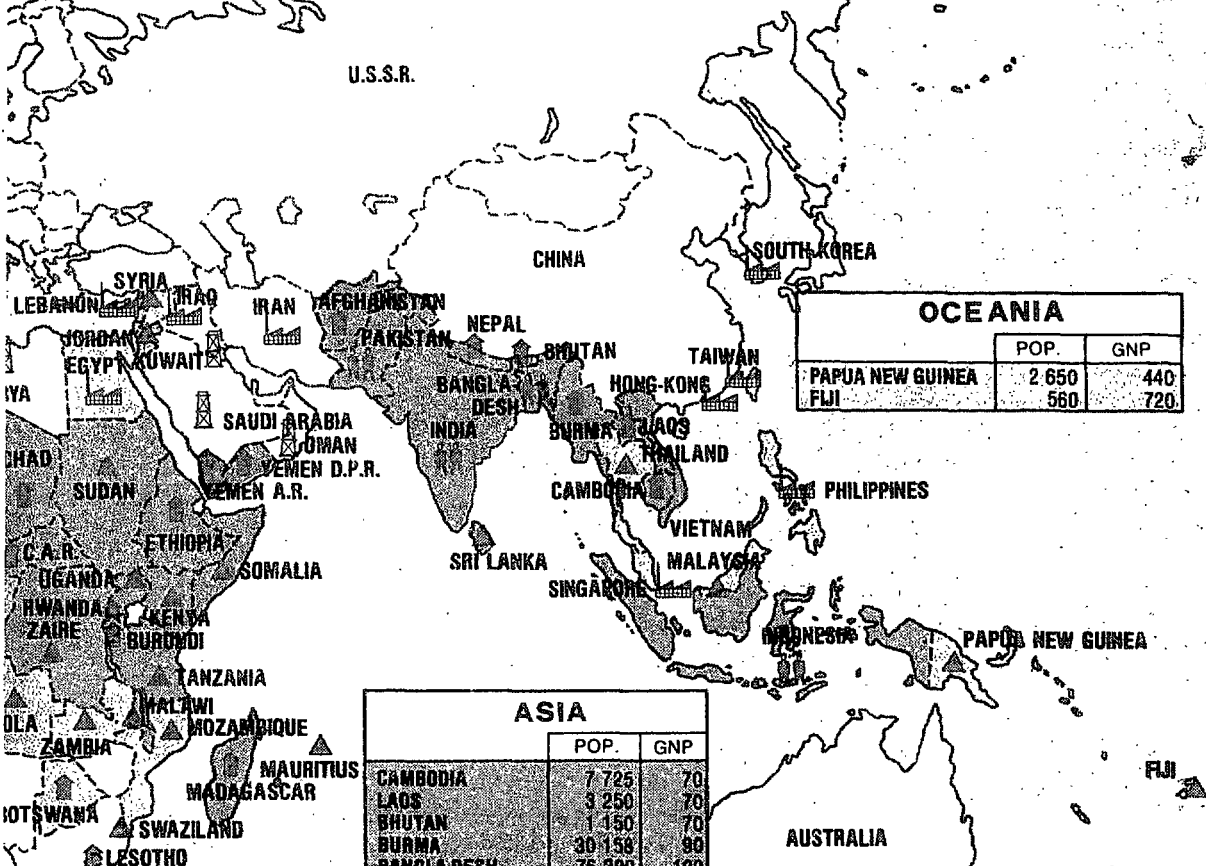 U.S.S.R.
CHINA
SOUTH KOREA
SYRIA
LEBANON
IRAQ
IRAN
AFGHANISTAN
JORDAN
PAKISTAN
NEPAL
EGYPT
KUWAIT
BHUTAN
TAIWAN
YA
BANGLA-
DESH
HONG-KONG
SAUDI ARABIA
INDIA
BURMA
LAOS
OMAN
CHAD
THAILAND
YEMEN D.P.R.
SUDAN
YEMEN A.R.
CAMBODIA
PHILIPPINES
VIETNAM
ETHIOPIA
C.A.R.
SRI LANKA
MALAYSIA
UGANDA
SOMALIA
SINGAPORE
RWANDA
KENYA
ZAIRE
BURUNDI
INDONESIA
PAPUA NEW GUINEA
TANZANIA
MALAWI
OLA
MOZAMBIQUE
ZAMBIA
MAURITIUS
MADAGASCAR
FIJI
BOTSWANA
SWAZILAND
AUSTRALIA
LESOTHO
OCEANIA
POP. GNP
PAPUA NEW GUINEA 2 650 440
FIJI 560 720
ASIA
POP. GNP
CAMBODIA 7 725 70
LAOS 3 250 70
BHUTAN 1 150 70
BURMA 30 158 90
BANGLA DESH